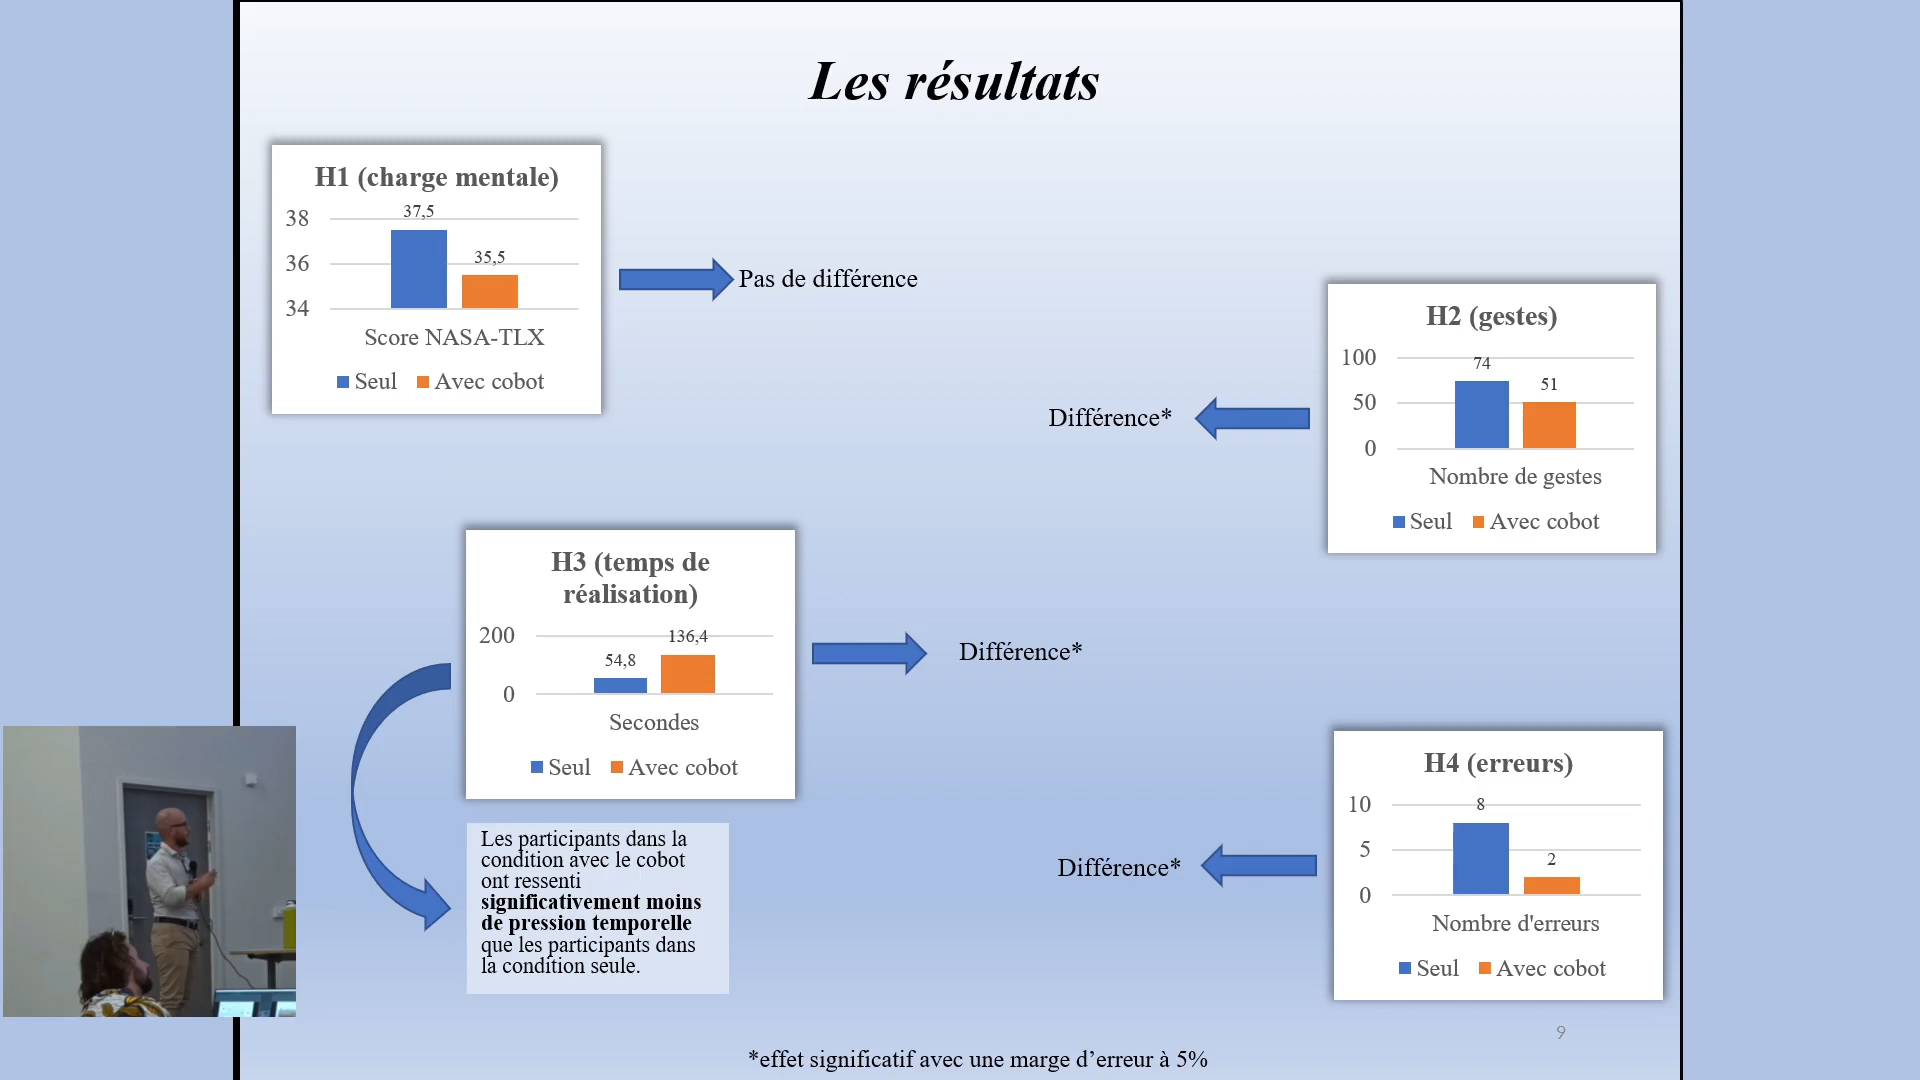 Les résultats
H1 (charge mentale)
38
36
34
37,5
35,5
Score NASA-TLX
Seul
Avec cobot
Pas de différence
H2 (gestes)
100
50
0
74
51
Nombre de gestes
Seul
Avec cobot
Différence*
H3 (temps de
réalisation)
200
0
54,8
136,4
Secondes
Seul
Avec cobot
Différence*
Les participants dans la
condition avec le cobot
ont ressenti
significativement moins
de pression temporelle
que les participants dans
la condition seule.
H4 (erreurs)
10
5
0
8
2
Nombre d'erreurs
Seul
Avec cobot
Différence*
9
*effet significatif avec une marge d’erreur à 5%